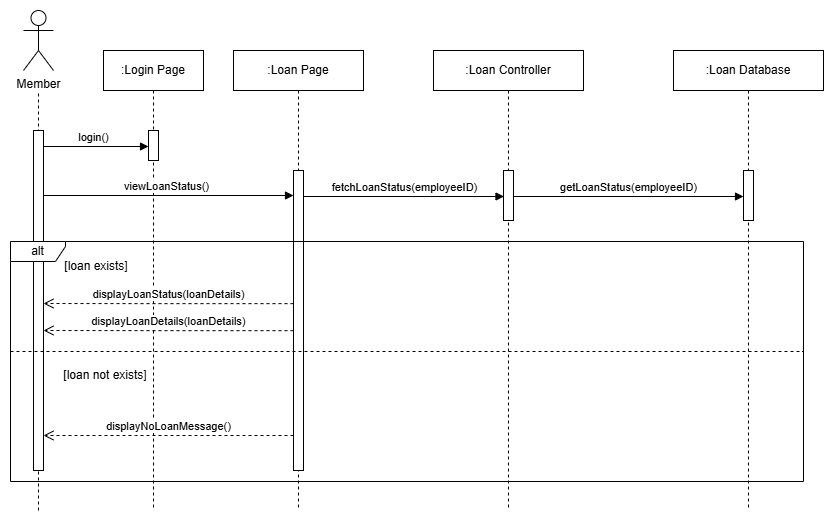 Member
:Login Page
:Loan Page
:Loan Controller
:Loan Database
login()
viewLoanStatus()
fetchLoanStatus(employeeID)
getLoanStatus(employeeID)
alt
[loan exists]
displayLoanStatus(loanDetails)
displayLoanDetails(loanDetails)
[loan not exists]
displayNoLoanMessage()